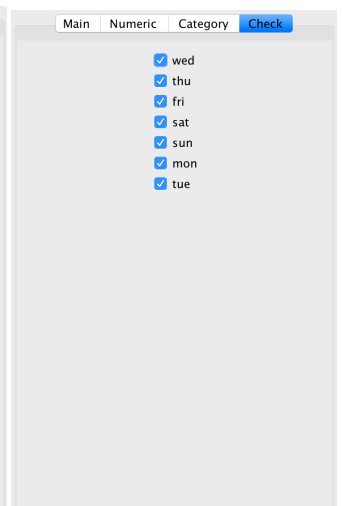 Main Numeric Category Check
wed
thu
fri
sat
sun
mon
tue